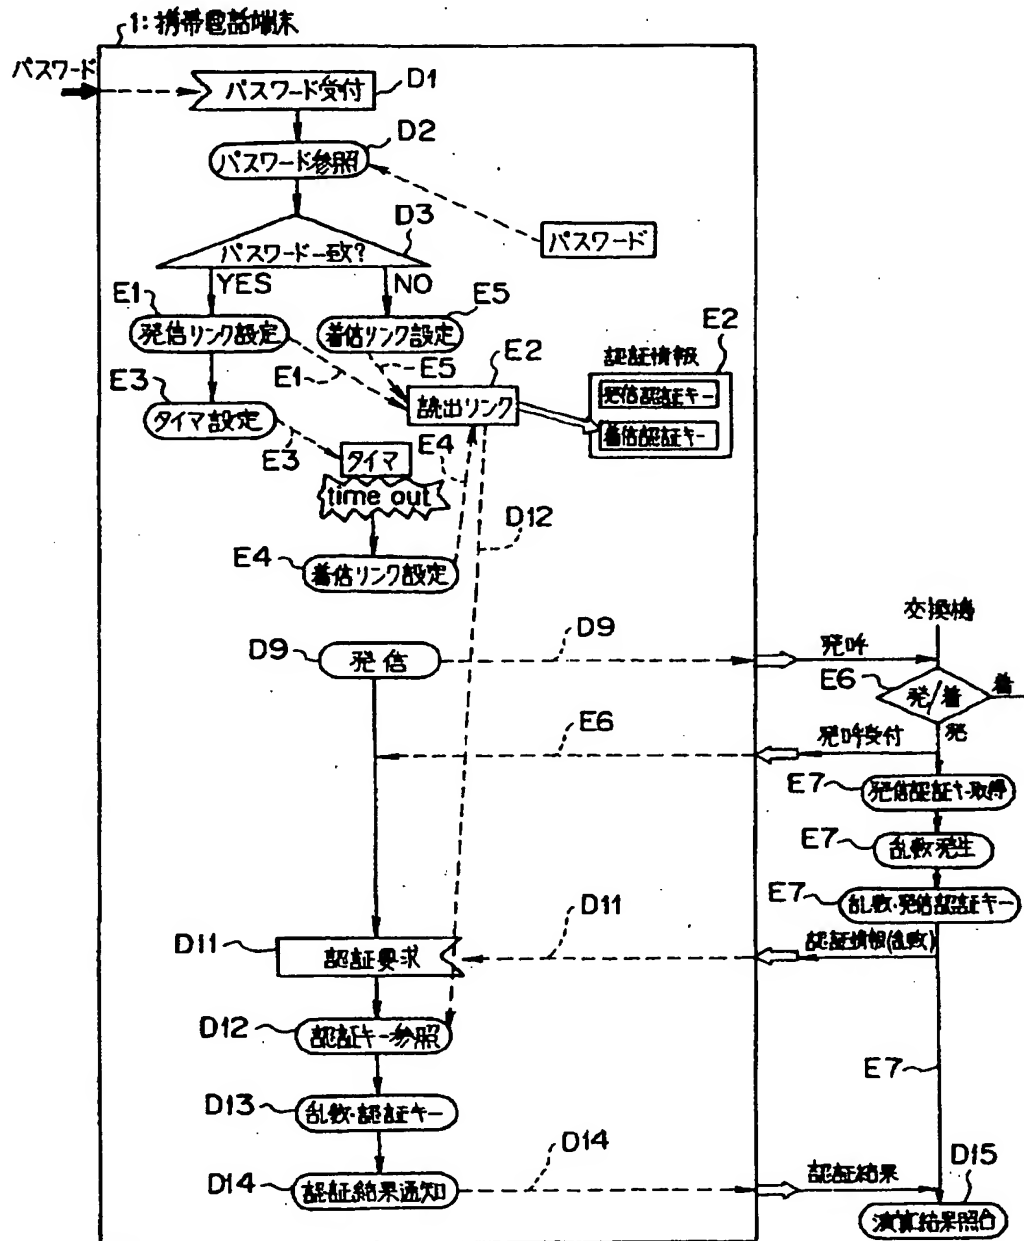 1:携帯電話端末
パスワード
パスワード受付
D1
D2
パスワード参照
D3
パスワード一致?
パスワード
YES
NO
E1
発信リンク設定
E5
着信リンク設定
E1
E5
E2
読出リンク
E2
認証情報
発信認証キー
着信認証キー
E3
タイマ設定
E3
タイマ
time out
E4
D12
E4
着信リンク設定
交換機
D9
発信
D9
発呼
E6
発/着
着
発
E6
発呼受付
E7
発信認証キー取得
E7
乱数発生
E7
乱数・発信認証キー
D11
認証要求
D11
認証情報(乱数)
D12
認証キー参照
E7
D13
乱数・認証キー
D14
認証結果通知
D14
認証結果
D15
演算結果照合